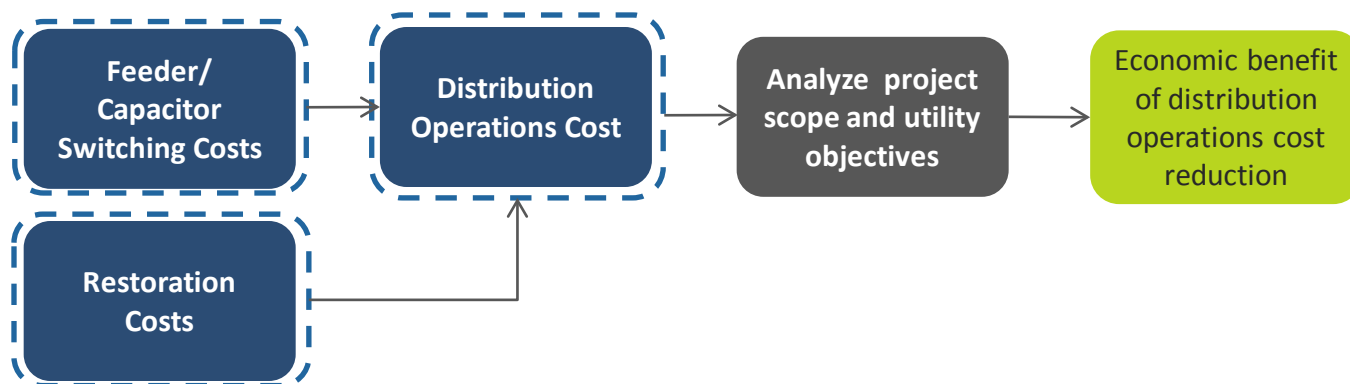 Feeder/
Capacitor
Switching Costs
Distribution
Operations Cost
Analyze project
scope and utility
objectives
Economic benefit
of distribution
operations cost
reduction
Restoration
Costs